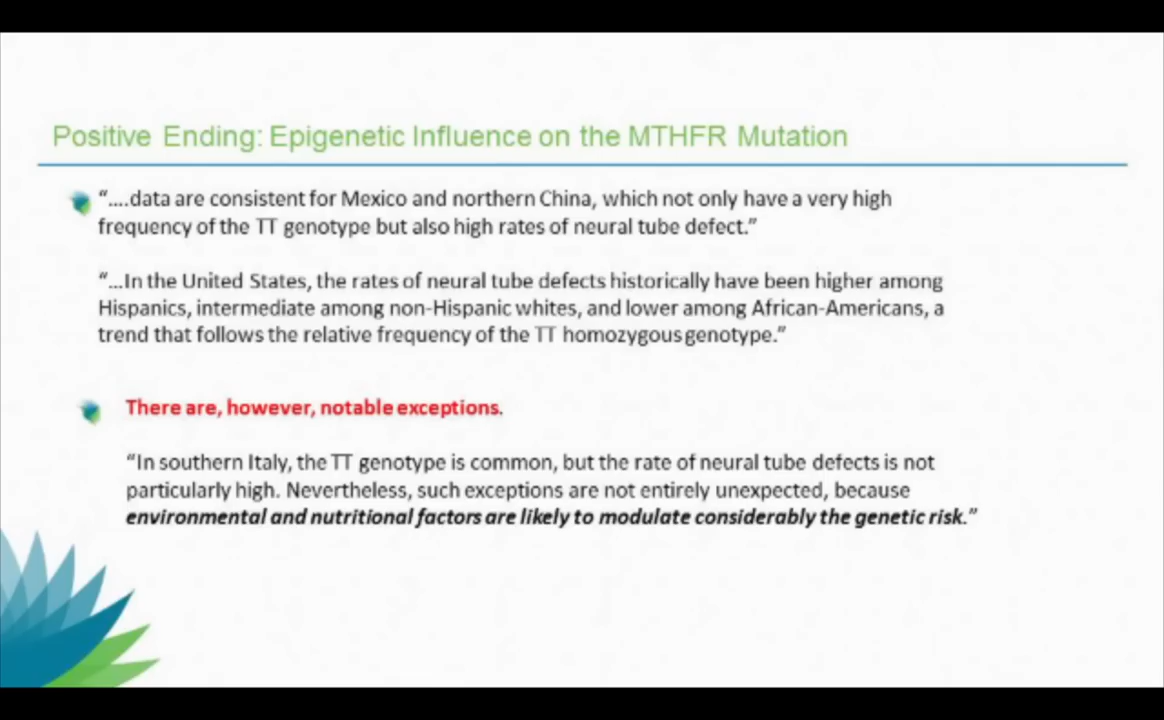 Positive Ending: Epigenetic Influence on the MTHFR Mutation
“....data are consistent for Mexico and northern China, which not only have a very high
frequency of the TT genotype but also high rates of neural tube defect.”
“...In the United States, the rates of neural tube defects historically have been higher among
Hispanics, intermediate among non-Hispanic whites, and lower among African-Americans, a
trend that follows the relative frequency of the TT homozygous genotype.”
There are, however, notable exceptions.
“In southern Italy, the TT genotype is common, but the rate of neural tube defects is not
particularly high. Nevertheless, such exceptions are not entirely unexpected, because
environmental and nutritional factors are likely to modulate considerably the genetic risk.”